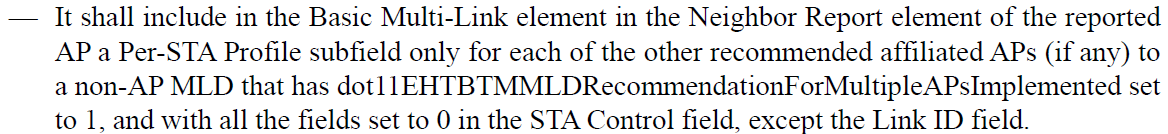 — It shall include in the Basic Multi-Link element in the Neighbor Report element of the reported
AP a Per-STA Profile subfield only for each of the other recommended affiliated APs (if any) to
a non-AP MLD that has dot11EHTBTMMLDRecommendationForMultipleAPsImplemented set
to 1, and with all the fields set to 0 in the STA Control field, except the Link ID field.